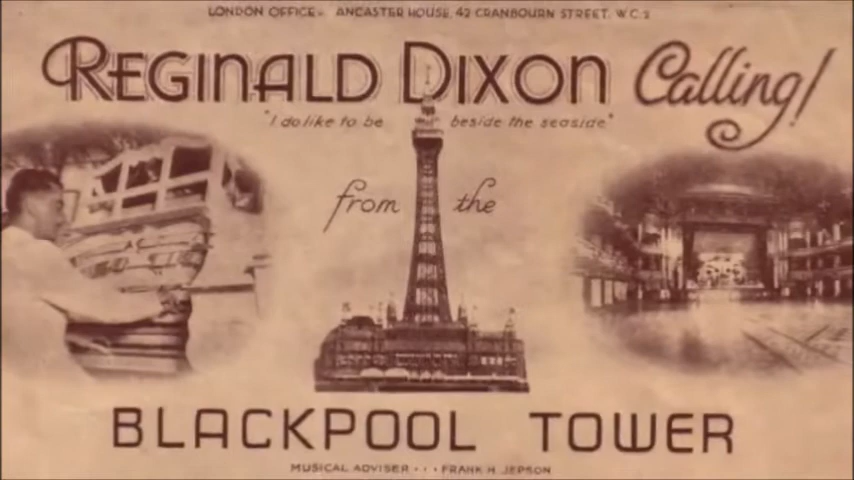 LONDON OFFICE:- ANCASTER HOUSE, 42 CRANBOURN STREET. W.C.2
REGINALD DIXON Calling!
"I do like to be beside the seaside"
from the
BLACKPOOL TOWER
MUSICAL ADVISER · · · FRANK H. JEPSON